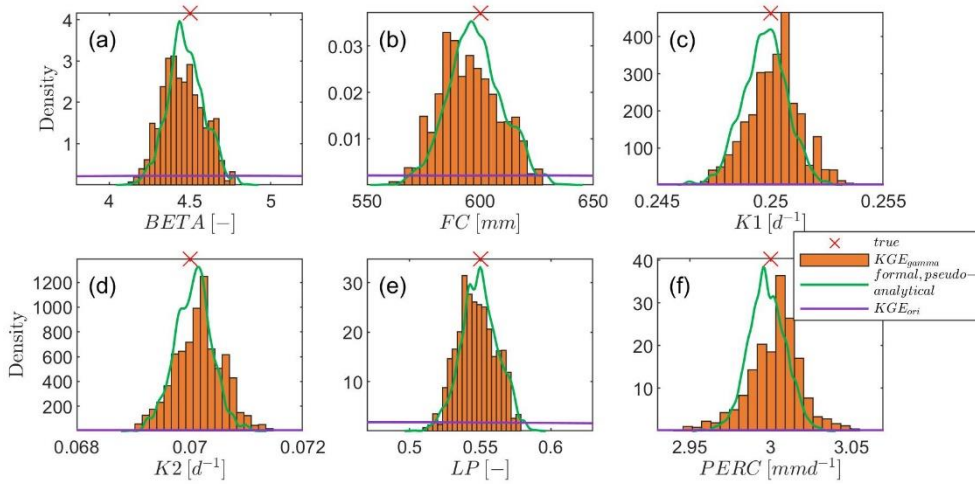 (a)
4
3
2
1
Density
4
4.5
5
BETA [−]
(b)
0.03
0.02
0.01
550
600
650
FC [mm]
(c)
400
300
200
100
0.245
0.25
0.255
K1 [d⁻¹]
true
KGE_gamma
formal, pseudo−
analytical
KGE_ori
(d)
1200
1000
800
600
400
200
Density
0.068
0.07
0.072
K2 [d⁻¹]
(e)
30
20
10
0.5
0.55
0.6
LP [−]
(f)
40
30
20
10
2.95
3
3.05
PERC [mmd⁻¹]